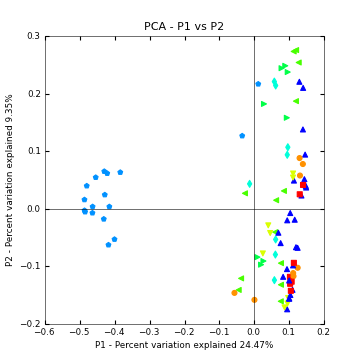 PCA - P1 vs P2
0.3
0.2
0.1
0.0
−0.1
−0.2
P2 - Percent variation explained 9.35%
−0.6 −0.5 −0.4 −0.3 −0.2 −0.1 0.0 0.1 0.2
P1 - Percent variation explained 24.47%